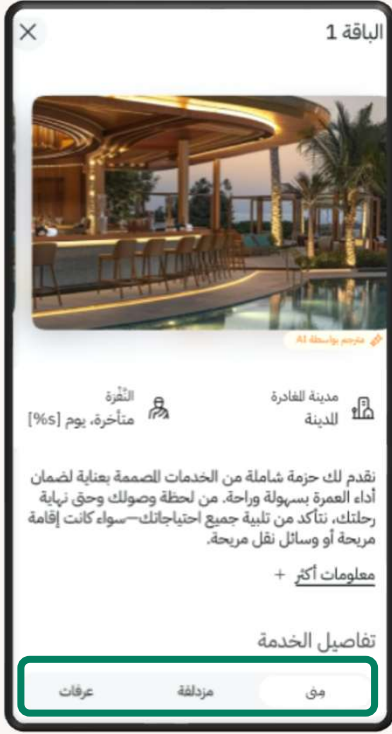 الباقة 1
مترجم بواسطة AI
مدينة المغادرة
المدينة
النَّفْرَة
متأخرة، يوم [%s]
نقدم لك حزمة شاملة من الخدمات المصممة بعناية لضمان
أداء العمرة بسهولة وراحة. من لحظة وصولك وحتى نهاية
رحلتك، نتأكد من تلبية جميع احتياجاتك—سواء كانت إقامة
مريحة أو وسائل نقل مريحة.
معلومات أكثر +
تفاصيل الخدمة
مِنى
مزدلفة
عرفات